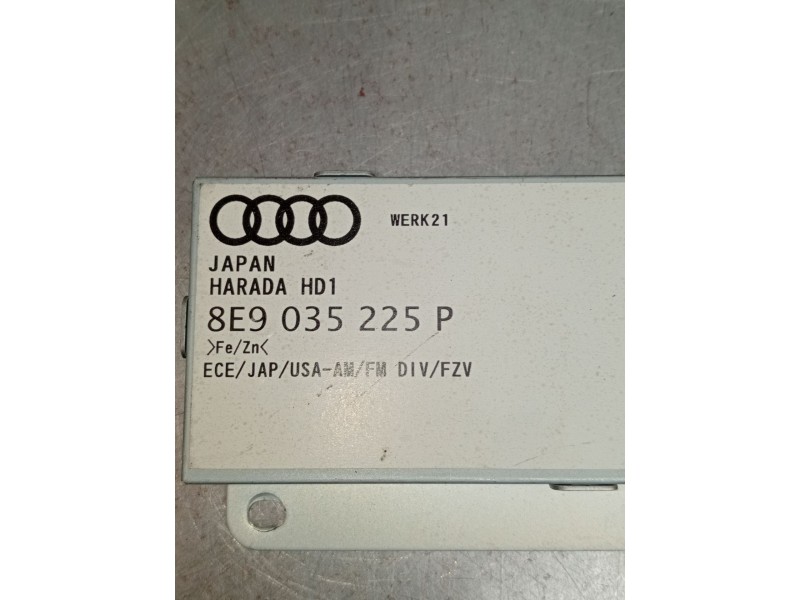 WERK21
JAPAN
HARADA HD1
8E9 035 225 P
>Fe/Zn<
ECE/JAP/USA-AM/FM DIV/FZV